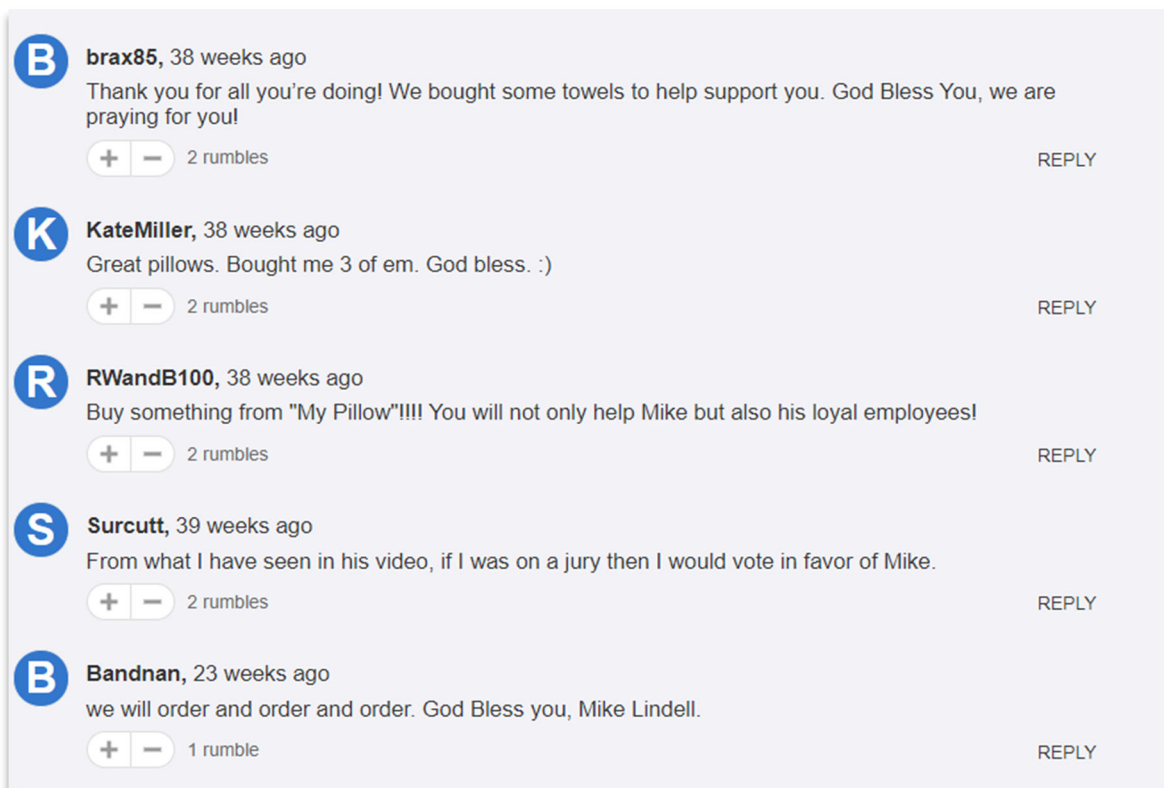 B
brax85, 38 weeks ago
Thank you for all you’re doing! We bought some towels to help support you. God Bless You, we are
praying for you!
+ − 2 rumbles REPLY
K
KateMiller, 38 weeks ago
Great pillows. Bought me 3 of em. God bless. :)
+ − 2 rumbles REPLY
R
RWandB100, 38 weeks ago
Buy something from "My Pillow"!!!! You will not only help Mike but also his loyal employees!
+ − 2 rumbles REPLY
S
Surcutt, 39 weeks ago
From what I have seen in his video, if I was on a jury then I would vote in favor of Mike.
+ − 2 rumbles REPLY
B
Bandnan, 23 weeks ago
we will order and order and order. God Bless you, Mike Lindell.
+ − 1 rumble REPLY